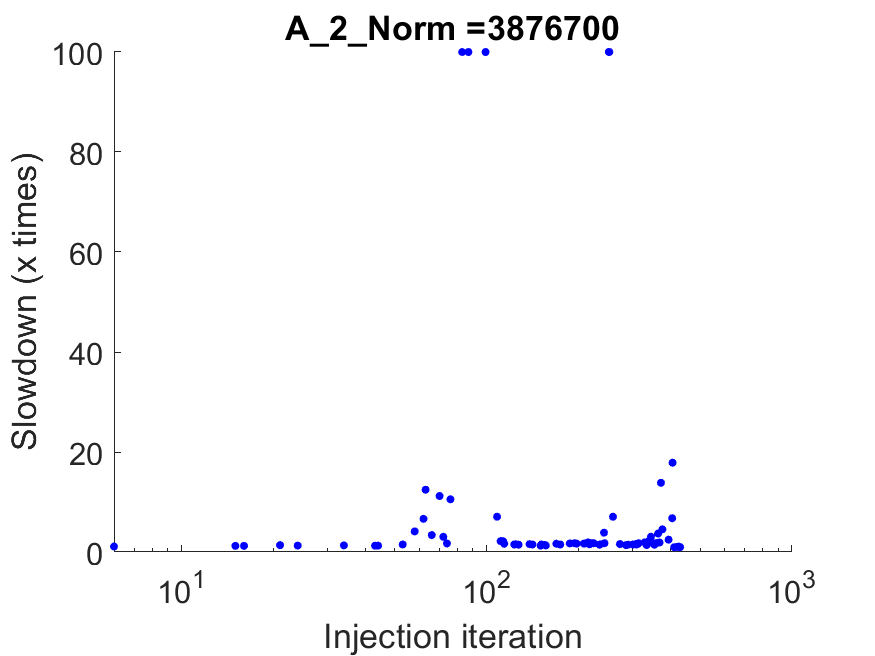 A_2_Norm =3876700
100
80
60
40
20
0
Slowdown (x times)
10^1 10^2 10^3
Injection iteration